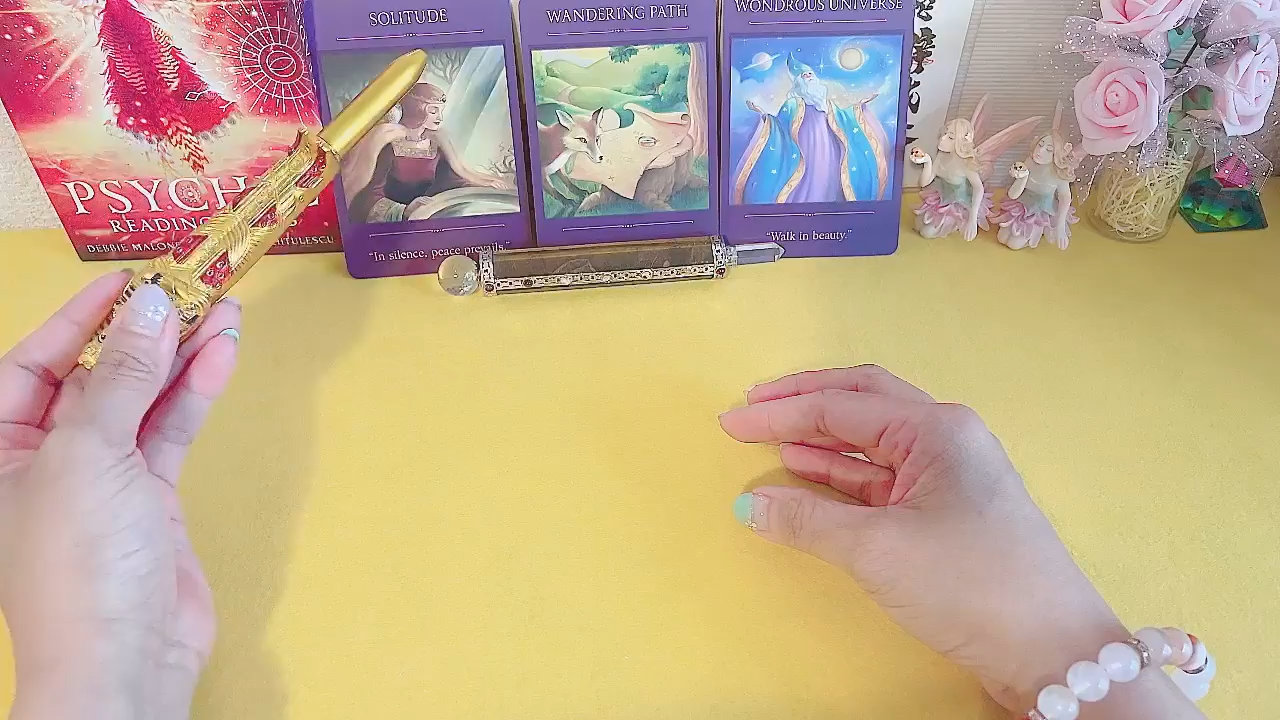 SOLITUDE
WANDERING PATH
WONDROUS UNIVERSE
PSYCH
READING
DEBBIE MALONE
"In silence, peace prevails."
"Walk in beauty."